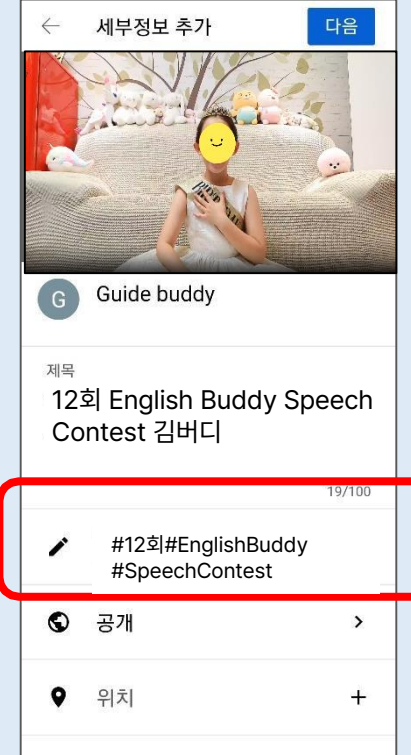 세부정보 추가
다음
G
Guide buddy
제목
12회 English Buddy Speech
Contest 김버디
19/100
#12회#EnglishBuddy
#SpeechContest
공개
위치